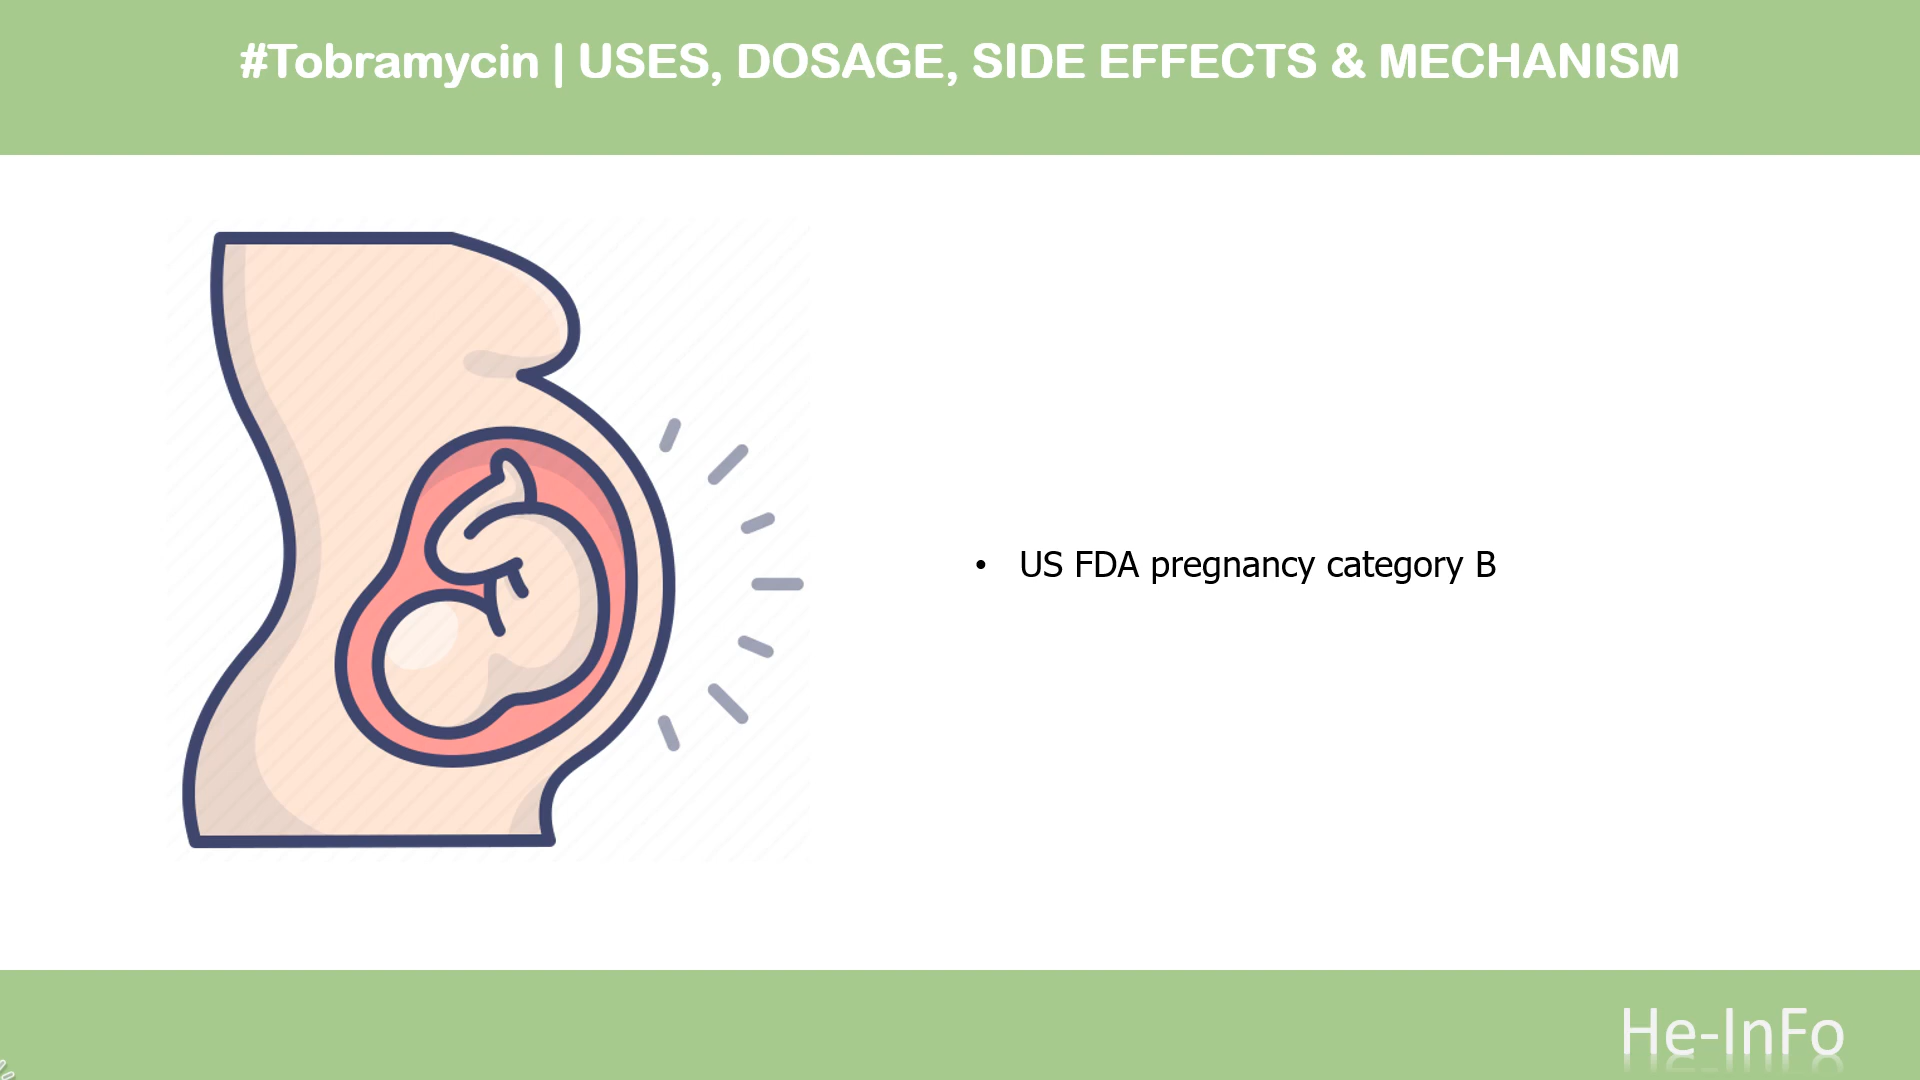 #Tobramycin | USES, DOSAGE, SIDE EFFECTS & MECHANISM
• US FDA pregnancy category B
He-InFo